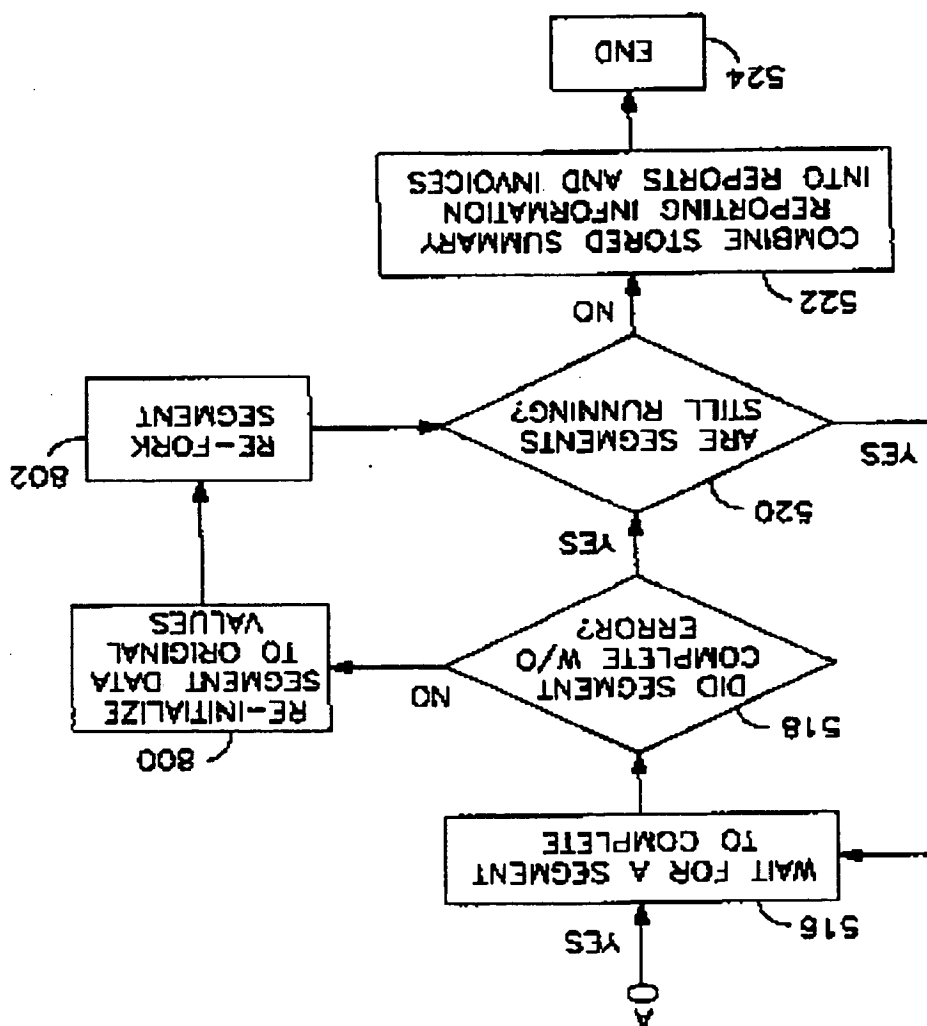 A
YES
516
WAIT FOR A SEGMENT
TO COMPLETE
518
DID SEGMENT
COMPLETE W/O
ERROR?
NO
800
RE-INITIALIZE
SEGMENT DATA
TO ORIGINAL
VALUES
YES
520
ARE SEGMENTS
STILL RUNNING?
YES
802
RE-FORK
SEGMENT
NO
522
COMBINE STORED SUMMARY
REPORTING INFORMATION
INTO REPORTS AND INVOICES
524
END